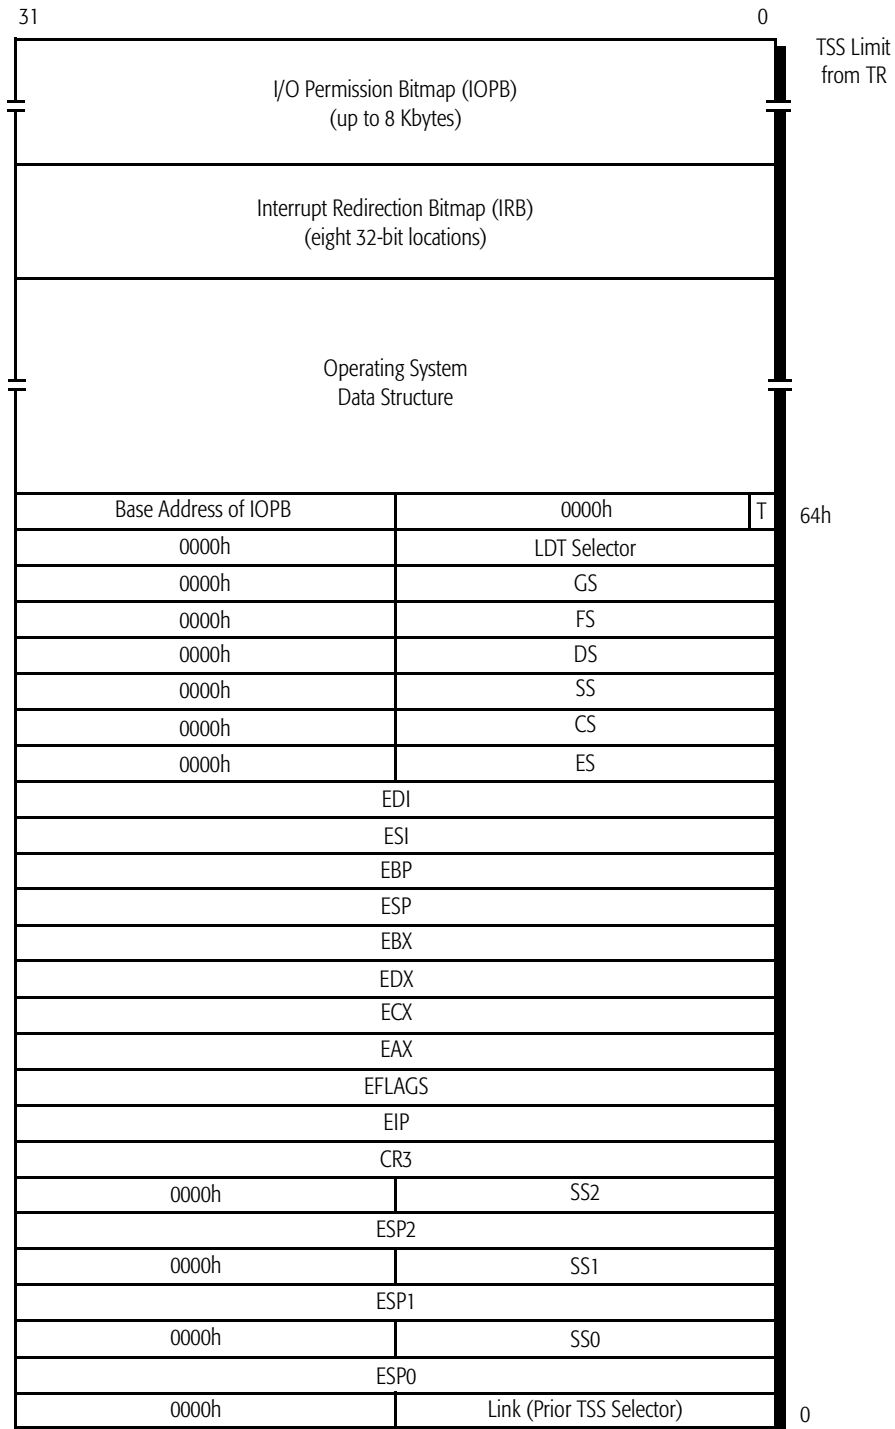 31 0
TSS Limit
from TR
I/O Permission Bitmap (IOPB)
(up to 8 Kbytes)
Interrupt Redirection Bitmap (IRB)
(eight 32-bit locations)
Operating System
Data Structure
Base Address of IOPB 0000h T 64h
0000h LDT Selector
0000h GS
0000h FS
0000h DS
0000h SS
0000h CS
0000h ES
EDI
ESI
EBP
ESP
EBX
EDX
ECX
EAX
EFLAGS
EIP
CR3
0000h SS2
ESP2
0000h SS1
ESP1
0000h SS0
ESP0
0000h Link (Prior TSS Selector) 0